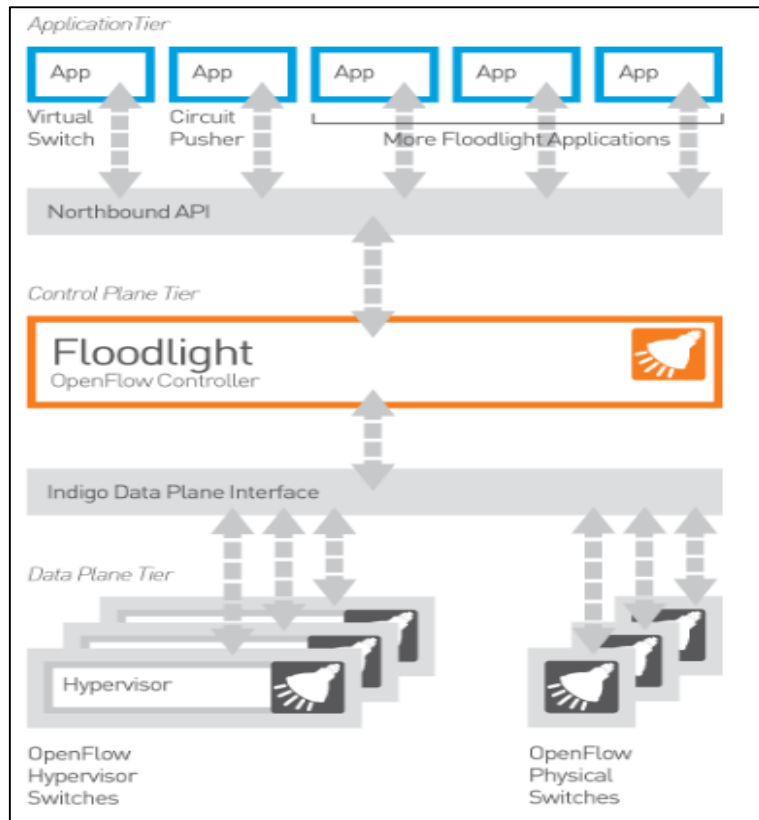 ApplicationTier
App
App
App
App
App
Virtual
Switch
Circuit
Pusher
More Floodlight Applications
Northbound API
Control Plane Tier
Floodlight
OpenFlow Controller
Indigo Data Plane Interface
Data Plane Tier
Hypervisor
OpenFlow
Hypervisor
Switches
OpenFlow
Physical
Switches